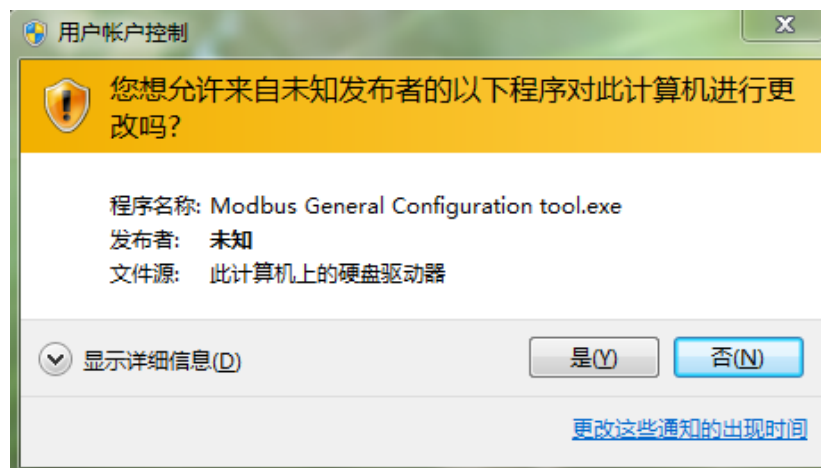 用户帐户控制
您想允许来自未知发布者的以下程序对此计算机进行更
改吗?
程序名称: Modbus General Configuration tool.exe
发布者: 未知
文件源: 此计算机上的硬盘驱动器
显示详细信息(D)
是(Y)
否(N)
更改这些通知的出现时间